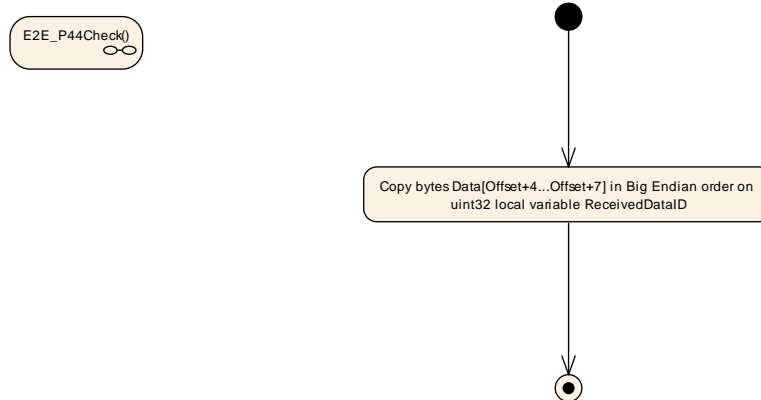 E2E_P44Check()
Copy bytes Data[Offset+4...Offset+7] in Big Endian order on
uint32 local variable ReceivedDataID